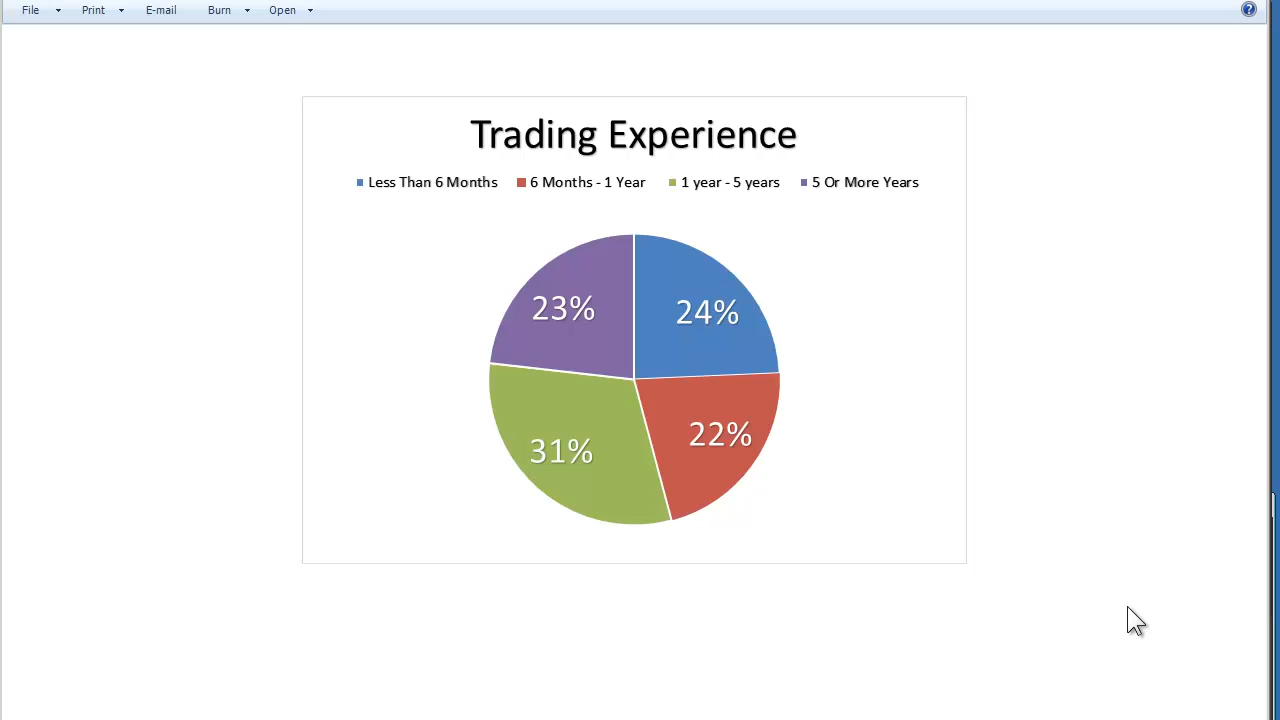 File Print E-mail Burn Open
Trading Experience
Less Than 6 Months 6 Months - 1 Year 1 year - 5 years 5 Or More Years
23% 24%
22%
31%